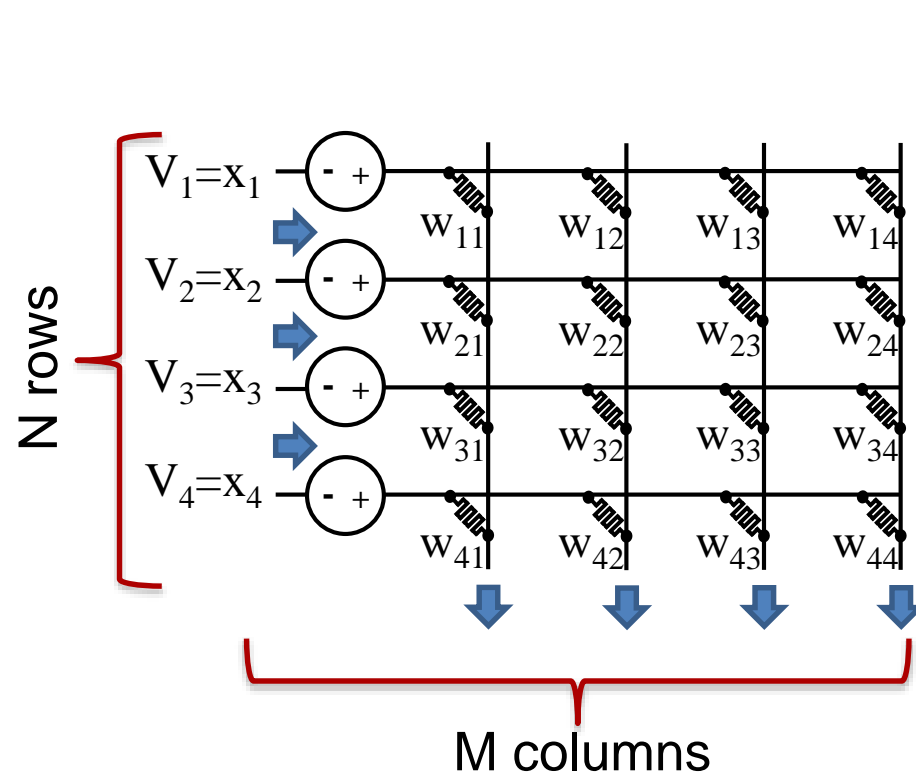 N rows
V₁=x₁ - +
w₁₁ w₁₂ w₁₃ w₁₄
V₂=x₂ - +
w₂₁ w₂₂ w₂₃ w₂₄
V₃=x₃ - +
w₃₁ w₃₂ w₃₃ w₃₄
V₄=x₄ - +
w₄₁ w₄₂ w₄₃ w₄₄
M columns